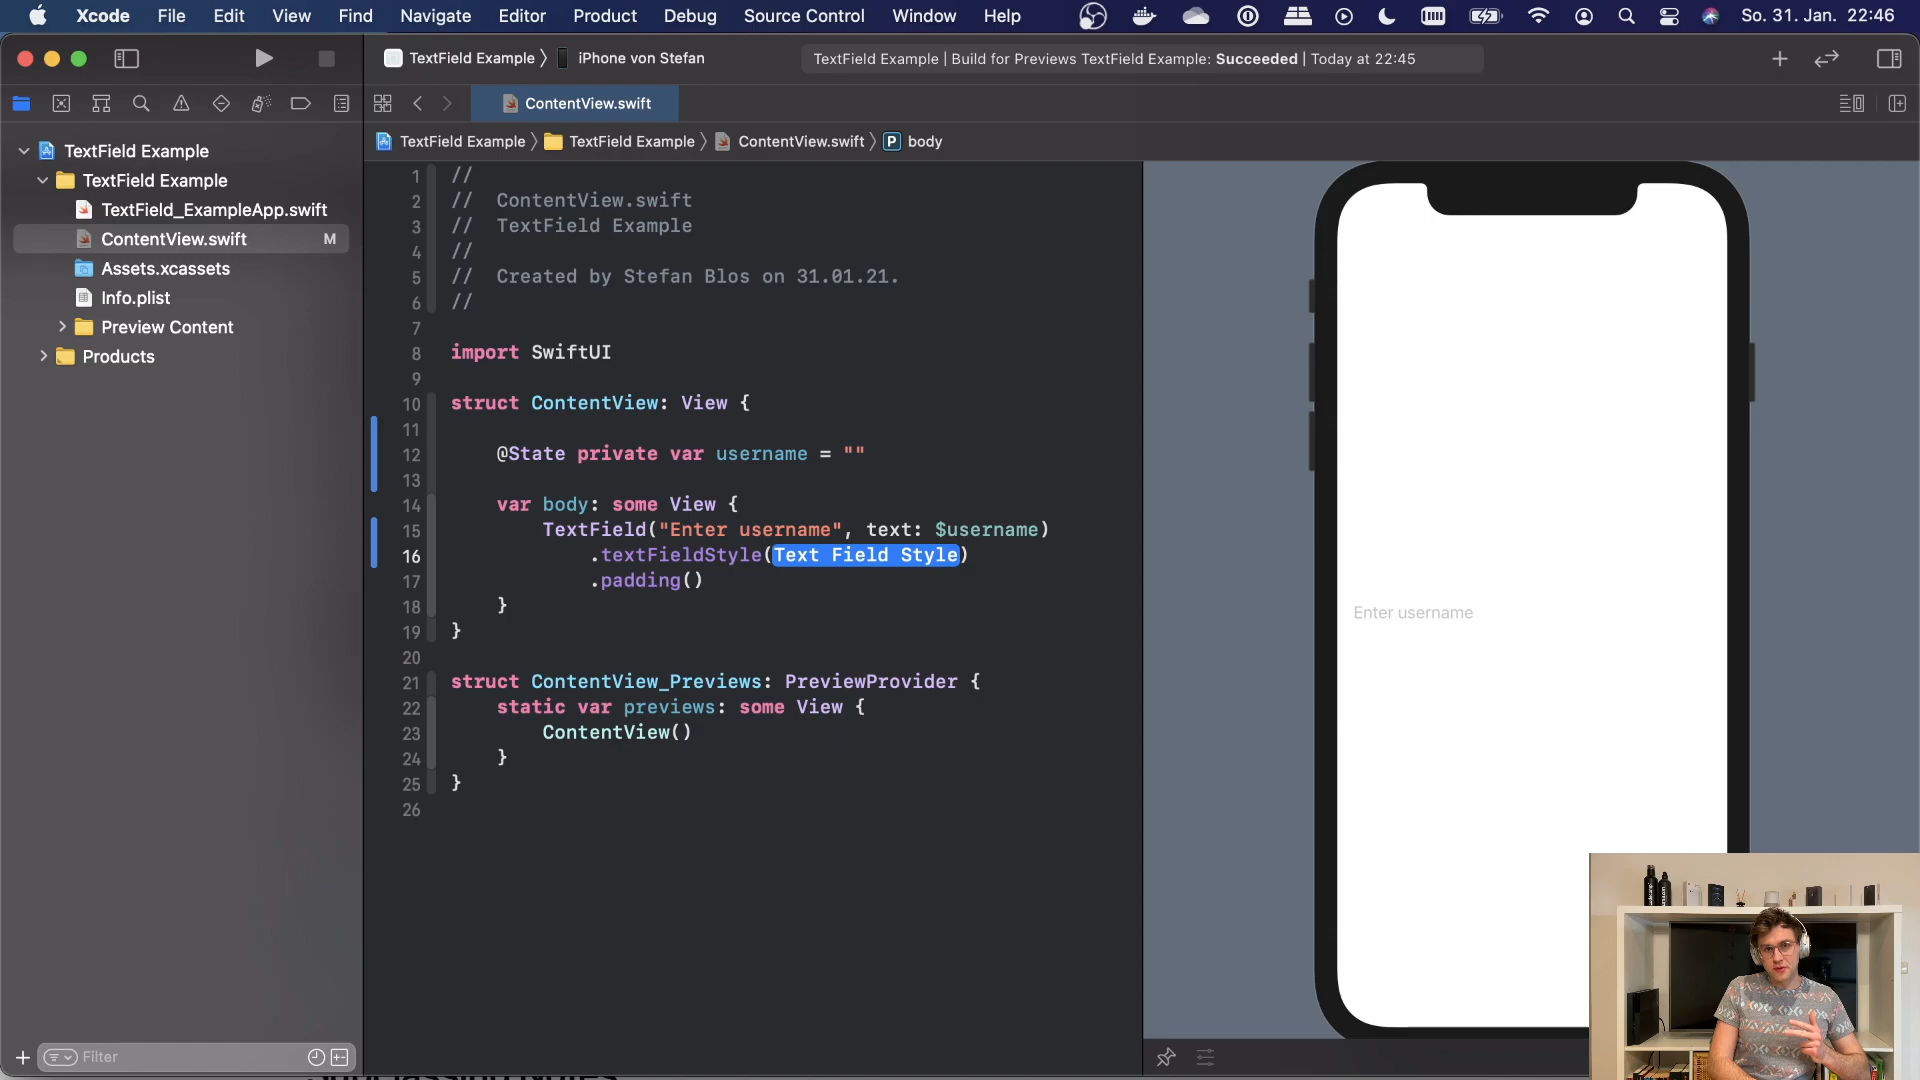 Xcode File Edit View Find Navigate Editor Product Debug Source Control Window Help So. 31. Jan. 22:46
TextField Example 〉 iPhone von Stefan
TextField Example | Build for Previews TextField Example: Succeeded | Today at 22:45
ContentView.swift
TextField Example 〉 TextField Example 〉 ContentView.swift 〉 P body
TextField Example
TextField Example
TextField_ExampleApp.swift
ContentView.swift M
Assets.xcassets
Info.plist
Preview Content
Products
Filter
1 //
2 // ContentView.swift
3 // TextField Example
4 //
5 // Created by Stefan Blos on 31.01.21.
6 //
7
8 import SwiftUI
9
10 struct ContentView: View {
11
12 @State private var username = ""
13
14 var body: some View {
15 TextField("Enter username", text: $username)
16 .textFieldStyle(Text Field Style)
17 .padding()
18 }
19 }
20
21 struct ContentView_Previews: PreviewProvider {
22 static var previews: some View {
23 ContentView()
24 }
25 }
26
Enter username